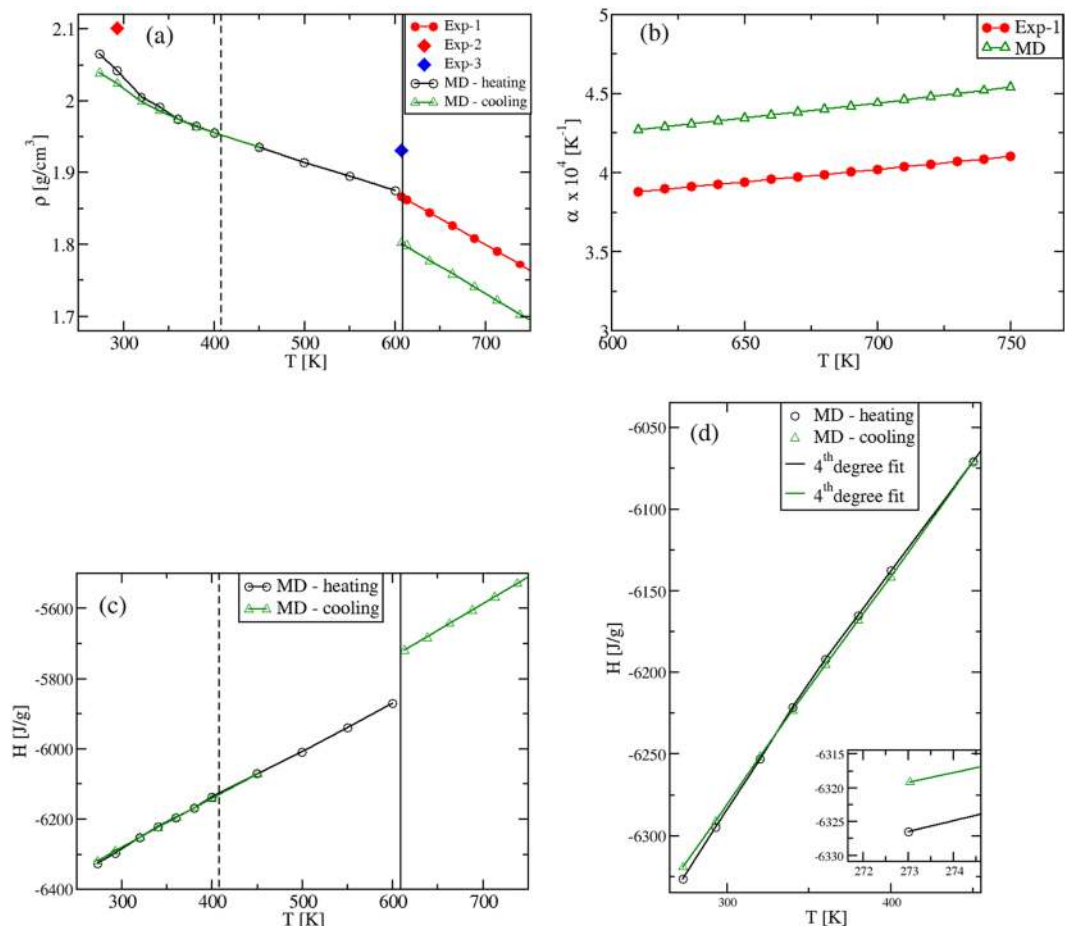 (a)
Exp-1
Exp-2
Exp-3
MD - heating
MD - cooling
2.1
2
1.9
1.8
1.7
ρ [g/cm³]
300 400 500 600 700
T [K]
(b)
Exp-1
MD
5
4.5
4
3.5
3
α x 10⁴ [K⁻¹]
600 650 700 750
T [K]
(c)
MD - heating
MD - cooling
-5600
-5800
-6000
-6200
-6400
H [J/g]
300 400 500 600 700
T [K]
(d)
MD - heating
MD - cooling
4th degree fit
4th degree fit
-6050
-6100
-6150
-6200
-6250
-6300
H [J/g]
-6315
-6320
-6325
-6330
272 273 274
300 400
T [K]